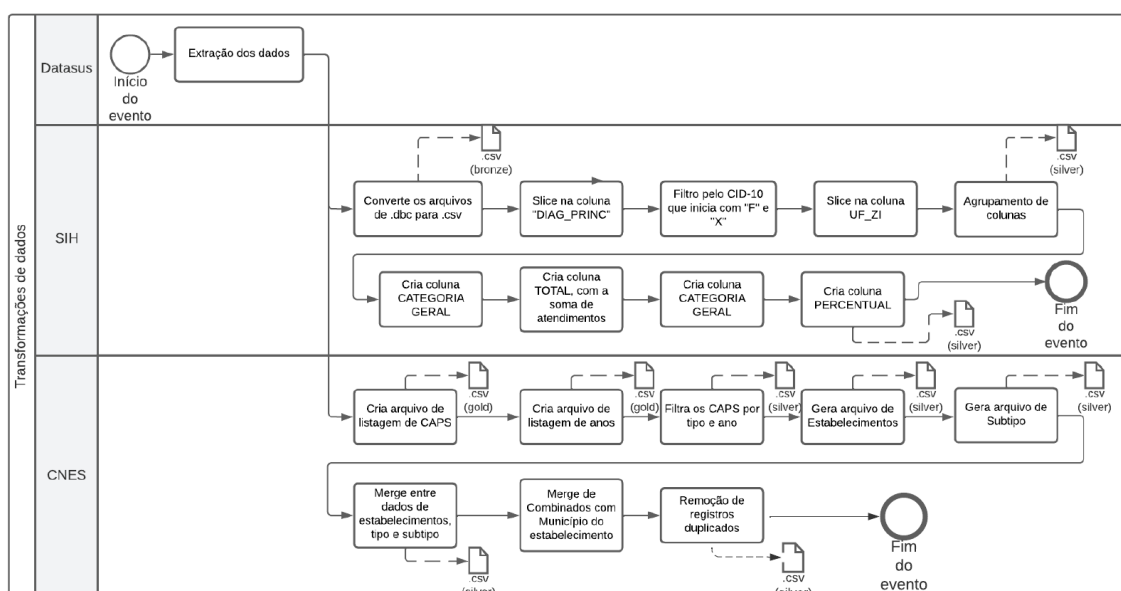 Transformações de dados
Datasus
Início
do
evento
Extração dos dados
SIH
.csv
(bronze)
.csv
(silver)
Converte os arquivos
de .dbc para .csv
Slice na coluna
"DIAG_PRINC"
Filtro pelo CID-10
que inicia com "F" e
"X"
Slice na coluna
UF_ZI
Agrupamento de
colunas
Cria coluna
CATEGORIA
GERAL
Cria coluna
TOTAL, com a
soma de
atendimentos
Cria coluna
CATEGORIA
GERAL
Cria coluna
PERCENTUAL
.csv
(silver)
Fim
do
evento
CNES
.csv
(gold)
.csv
(gold)
.csv
(silver)
.csv
(silver)
.csv
(silver)
Cria arquivo de
listagem de CAPS
Cria arquivo de
listagem de anos
Filtra os CAPS por
tipo e ano
Gera arquivo de
Estabelecimentos
Gera arquivo de
Subtipo
Merge entre
dados de
estabelecimentos,
tipo e subtipo
Merge de
Combinados com
Município do
estabelecimento
Remoção de
registros
duplicados
.csv
(silver)
.csv
(silver)
Fim
do
evento